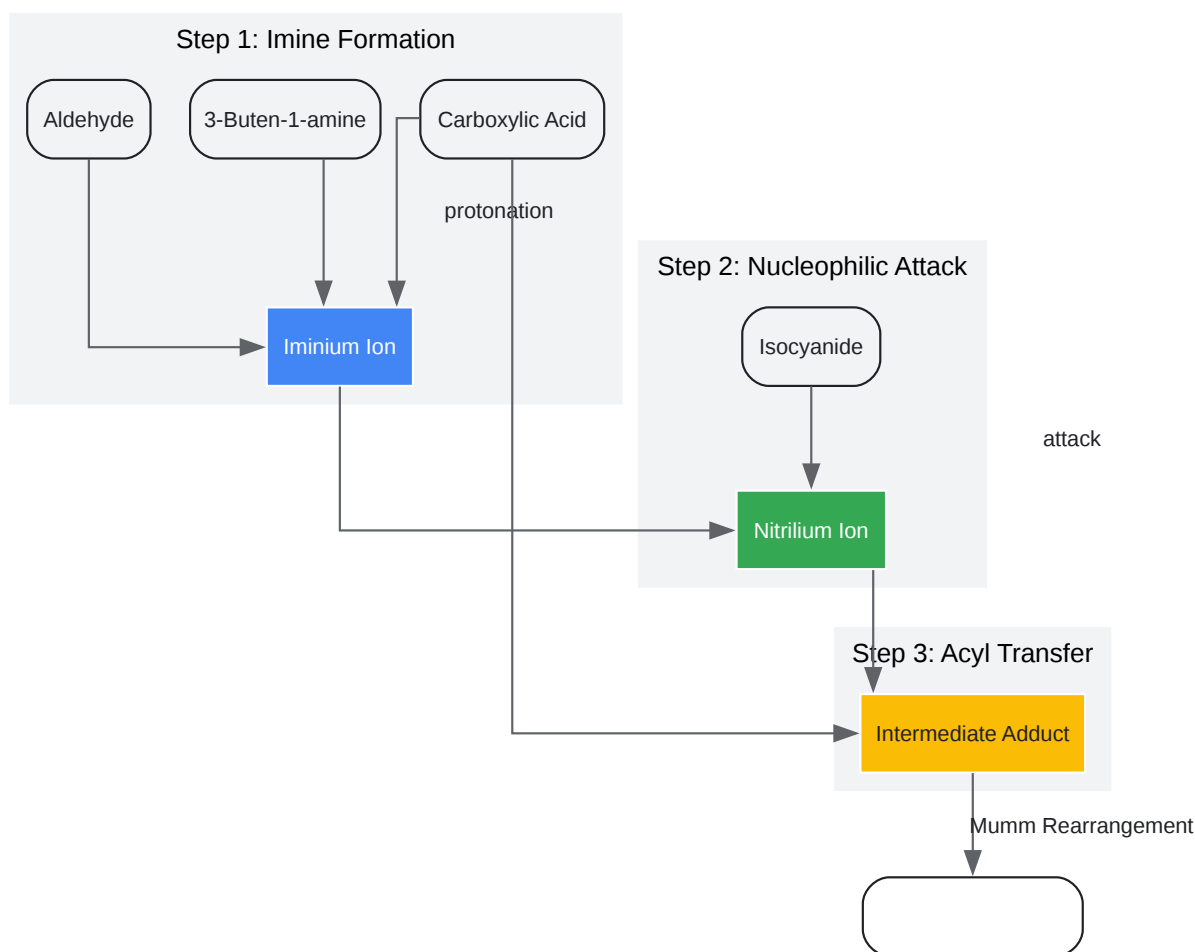 Step 1: Imine Formation
Aldehyde
3-Buten-1-amine
Carboxylic Acid
protonation
Iminium Ion
Step 2: Nucleophilic Attack
Isocyanide
attack
Nitrilium Ion
Step 3: Acyl Transfer
Intermediate Adduct
Mumm Rearrangement